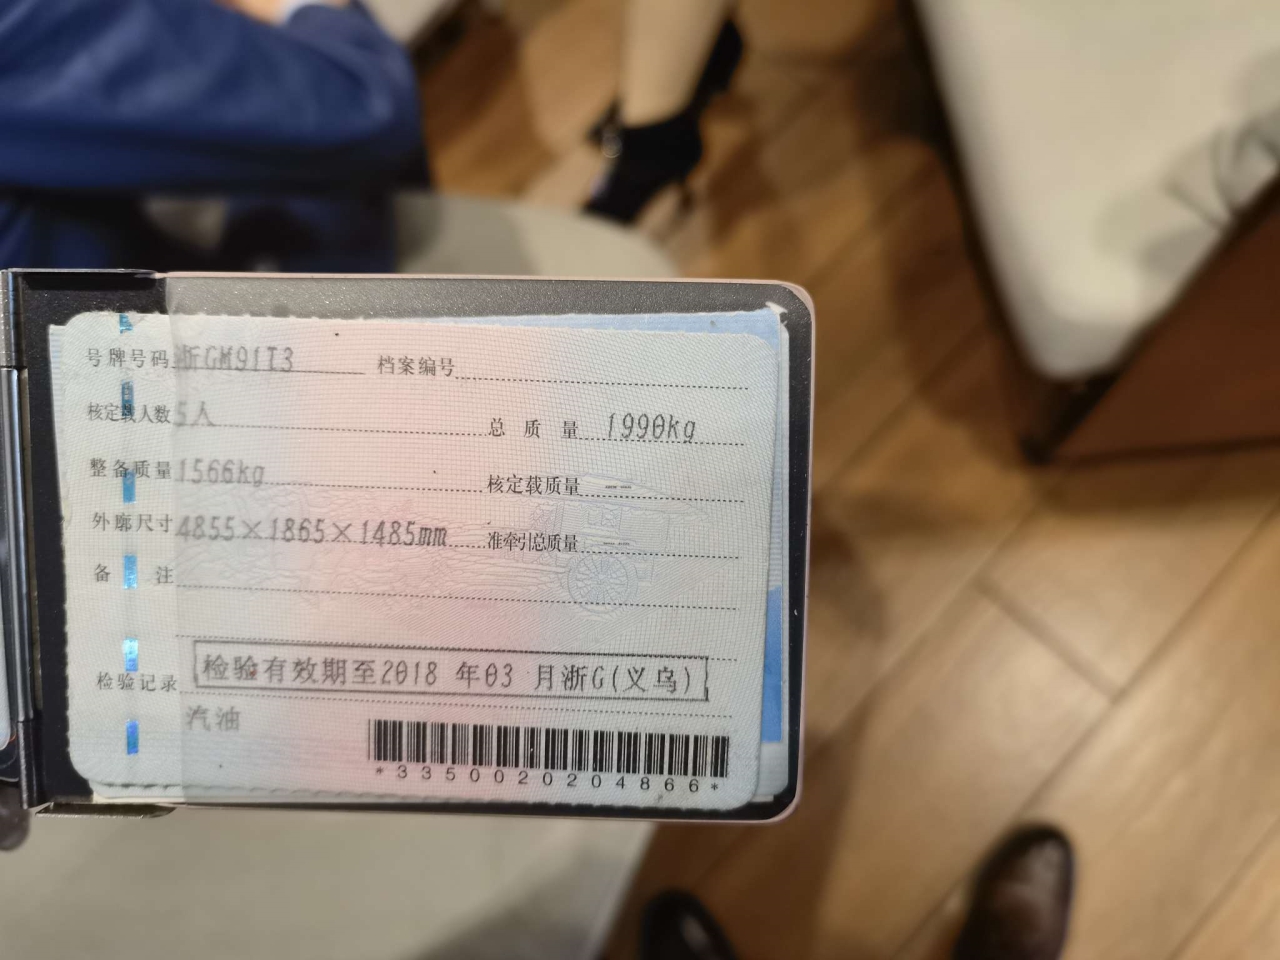 号牌号码 浙GM91T3 档案编号
核定载人数 5人 总质量 1990kg
整备质量 1566kg 核定载质量 —
外廓尺寸 4855×1865×1485mm 准牵引总质量 —
备注
检验记录 检验有效期至2018 年03 月浙G(义乌)
汽油
*3350020204866*